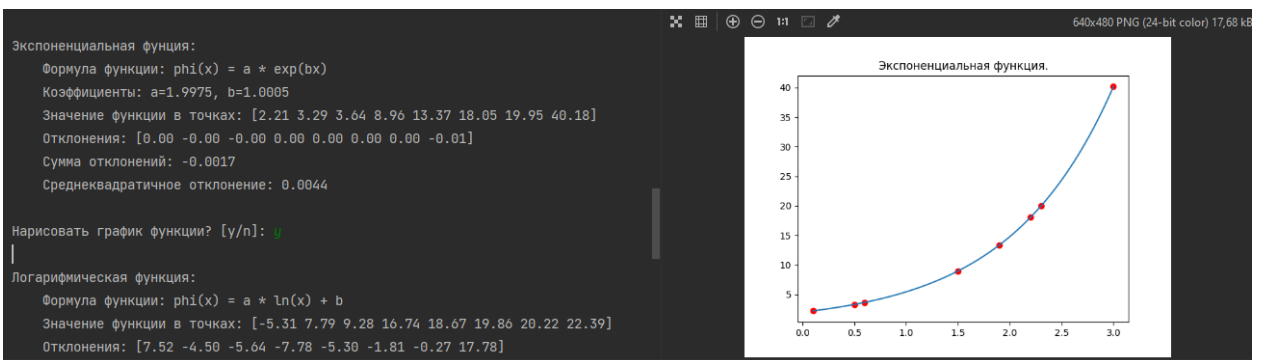 640x480 PNG (24-bit color) 17,68 kB
Экспоненциальная фунция:
Формула функции: phi(x) = a * exp(bx)
Коэффициенты: a=1.9975, b=1.0005
Значение функции в точках: [2.21 3.29 3.64 8.96 13.37 18.05 19.95 40.18]
Отклонения: [0.00 -0.00 -0.00 0.00 0.00 0.00 0.00 -0.01]
Сумма отклонений: -0.0017
Среднеквадратичное отклонение: 0.0044
Нарисовать график функции? [y/n]: y
Логарифмическая функция:
Формула функции: phi(x) = a * ln(x) + b
Значение функции в точках: [-5.31 7.79 9.28 16.74 18.67 19.86 20.22 22.39]
Отклонения: [7.52 -4.50 -5.64 -7.78 -5.30 -1.81 -0.27 17.78]
1:1
Экспоненциальная функция.
40
35
30
25
20
15
10
5
0.0 0.5 1.0 1.5 2.0 2.5 3.0